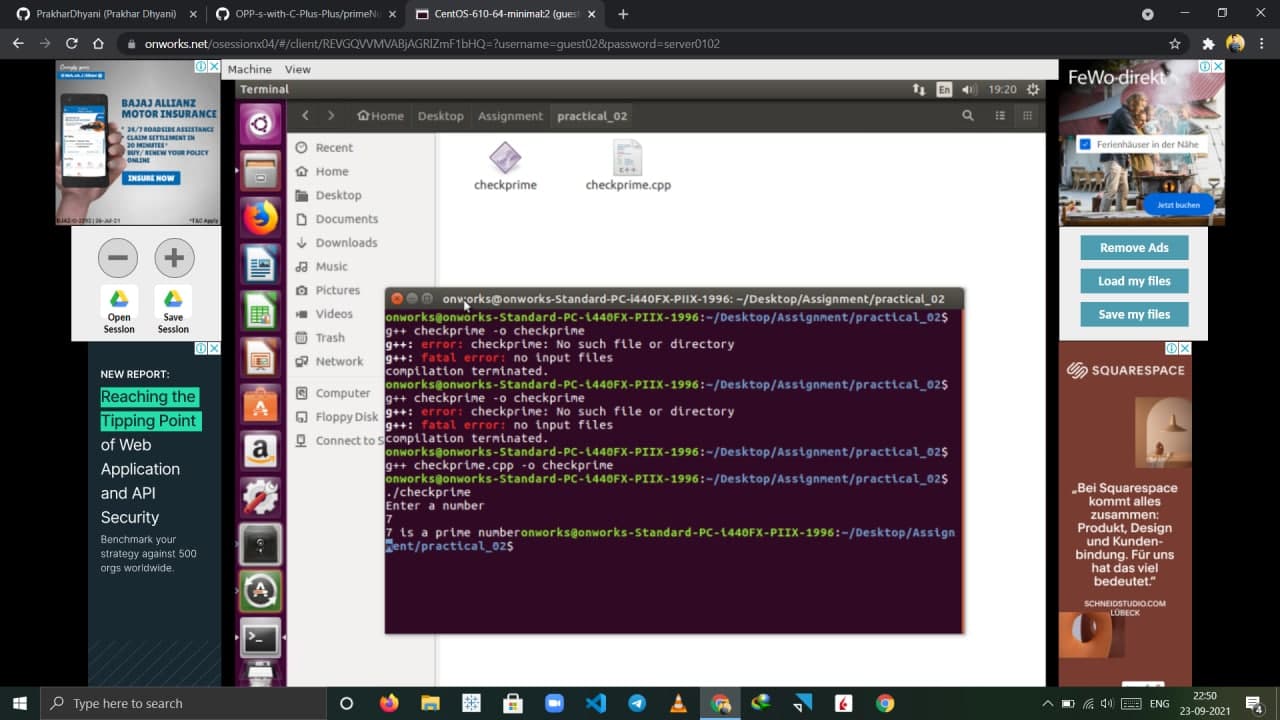 PrakharDhyani (Prakhar Dhyani)
OPP-s-with-C-Plus-Plus/primeNu
CentOS-610-64-minimal:2 (gues
onworks.net/osessionx04/#/client/REVGQVVMVABjAGRlZmF1bHQ=?username=guest02&password=server0102
BAJAJ ALLIANZ
MOTOR INSURANCE
* 24/7 ROADSIDE ASSISTANCE
* CLAIM SETTLEMENT IN
20 MINUTES*
* BUY/ RENEW YOUR POLICY
ONLINE
INSURE NOW
*T&C Apply
Open
Session
Save
Session
NEW REPORT:
Reaching the
Tipping Point
of Web
Application
and API
Security
Benchmark your
strategy against 500
orgs worldwide.
Machine View
Terminal
En
19:20
Home
Desktop
Assignment
practical_02
Recent
Home
Desktop
Documents
Downloads
Music
Pictures
Videos
Trash
Network
Computer
Floppy Disk
Connect to S
checkprime
checkprime.cpp
onworks@onworks-Standard-PC-i440FX-PIIX-1996: ~/Desktop/Assignment/practical_02
onworks@onworks-Standard-PC-i440FX-PIIX-1996:~/Desktop/Assignment/practical_02$
g++ checkprime -o checkprime
g++: error: checkprime: No such file or directory
g++: fatal error: no input files
compilation terminated.
onworks@onworks-Standard-PC-i440FX-PIIX-1996:~/Desktop/Assignment/practical_02$
g++ checkprime -o checkprime
g++: error: checkprime: No such file or directory
g++: fatal error: no input files
compilation terminated.
onworks@onworks-Standard-PC-i440FX-PIIX-1996:~/Desktop/Assignment/practical_02$
g++ checkprime.cpp -o checkprime
onworks@onworks-Standard-PC-i440FX-PIIX-1996:~/Desktop/Assignment/practical_02$
./checkprime
Enter a number
7
7 is a prime numberonworks@onworks-Standard-PC-i440FX-PIIX-1996:~/Desktop/Assign
ment/practical_02$
FeWo-direkt
Ferienhäuser in der Nähe
Jetzt buchen
Remove Ads
Load my files
Save my files
SQUARESPACE
„Bei Squarespace
kommt alles
zusammen:
Produkt, Design
und Kunden-
bindung. Für uns
hat das viel
bedeutet.“
SCHNEIDSTUDIO.COM
LÜBECK
Type here to search
ENG
22:50
23-09-2021
4